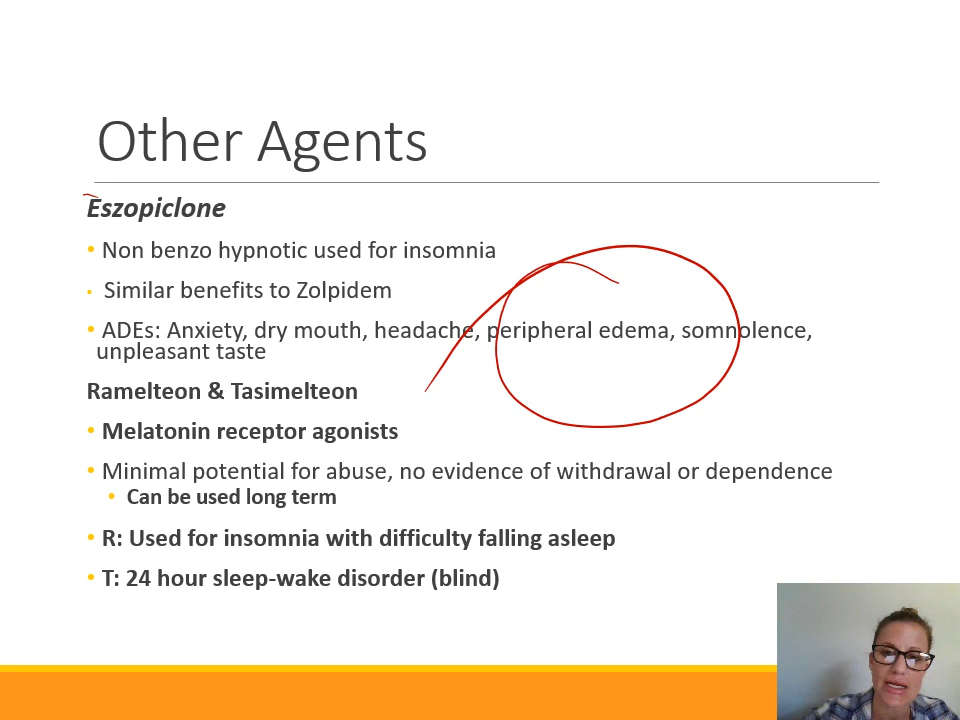 Other Agents
Eszopiclone
• Non benzo hypnotic used for insomnia
• Similar benefits to Zolpidem
• ADEs: Anxiety, dry mouth, headache, peripheral edema, somnolence,
unpleasant taste
Ramelteon & Tasimelteon
• Melatonin receptor agonists
• Minimal potential for abuse, no evidence of withdrawal or dependence
• Can be used long term
• R: Used for insomnia with difficulty falling asleep
• T: 24 hour sleep-wake disorder (blind)